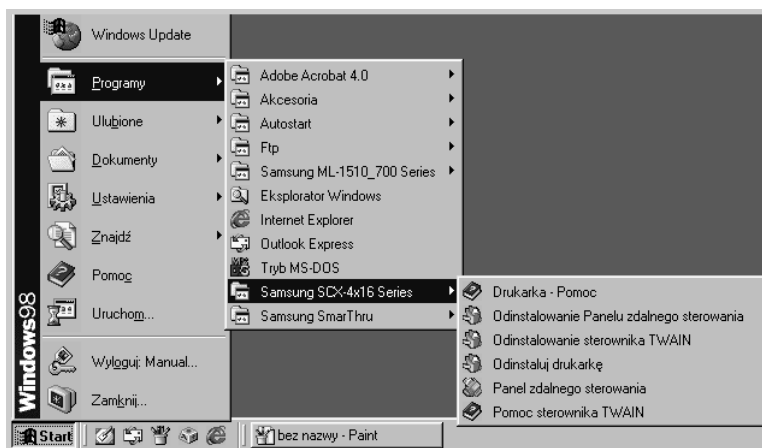 Windows Update
Programy
Ulubione
Dokumenty
Ustawienia
Znajdź
Pomoc
Uruchom...
Wyloguj: Manual...
Zamknij...
Windows98
Adobe Acrobat 4.0
Akcesoria
Autostart
Ftp
Samsung ML-1510_700 Series
Eksplorator Windows
Internet Explorer
Outlook Express
Tryb MS-DOS
Samsung SCX-4x16 Series
Samsung SmarThru
Drukarka - Pomoc
Odinstalowanie Panelu zdalnego sterowania
Odinstalowanie sterownika TWAIN
Odinstaluj drukarkę
Panel zdalnego sterowania
Pomoc sterownika TWAIN
Start
bez nazwy - Paint